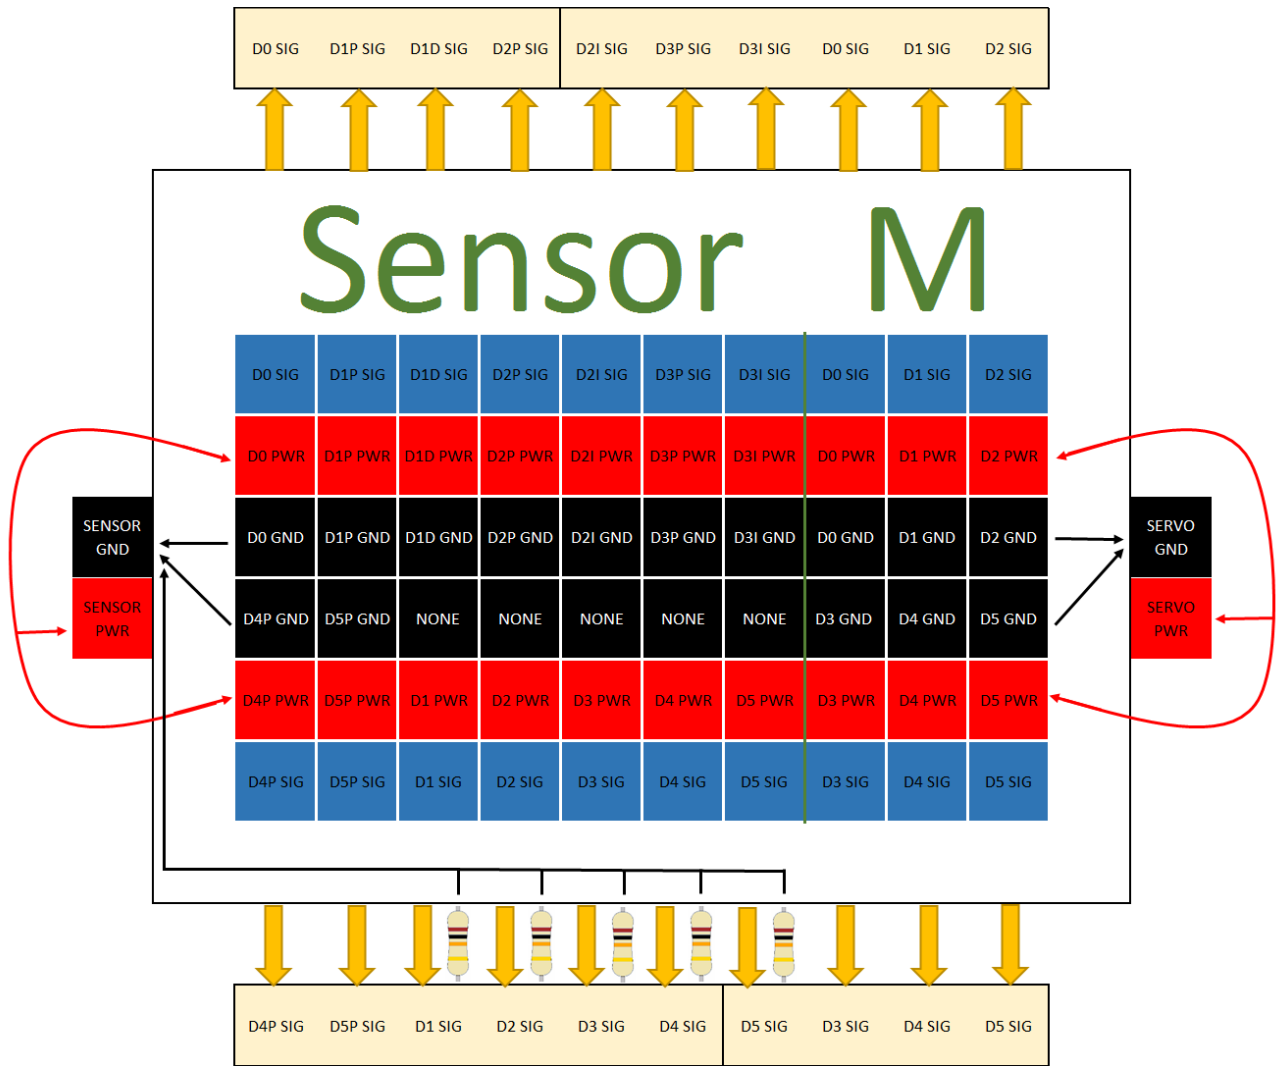 D0 SIG D1P SIG D1D SIG D2P SIG D2I SIG D3P SIG D3I SIG D0 SIG D1 SIG D2 SIG
Sensor M
D0 SIG D1P SIG D1D SIG D2P SIG D2I SIG D3P SIG D3I SIG D0 SIG D1 SIG D2 SIG
D0 PWR D1P PWR D1D PWR D2P PWR D2I PWR D3P PWR D3I PWR D0 PWR D1 PWR D2 PWR
SENSOR
GND
D0 GND D1P GND D1D GND D2P GND D2I GND D3P GND D3I GND D0 GND D1 GND D2 GND
SERVO
GND
SENSOR
PWR
D4P GND D5P GND NONE NONE NONE NONE NONE D3 GND D4 GND D5 GND
SERVO
PWR
D4P PWR D5P PWR D1 PWR D2 PWR D3 PWR D4 PWR D5 PWR D3 PWR D4 PWR D5 PWR
D4P SIG D5P SIG D1 SIG D2 SIG D3 SIG D4 SIG D5 SIG D3 SIG D4 SIG D5 SIG
D4P SIG D5P SIG D1 SIG D2 SIG D3 SIG D4 SIG D5 SIG D3 SIG D4 SIG D5 SIG